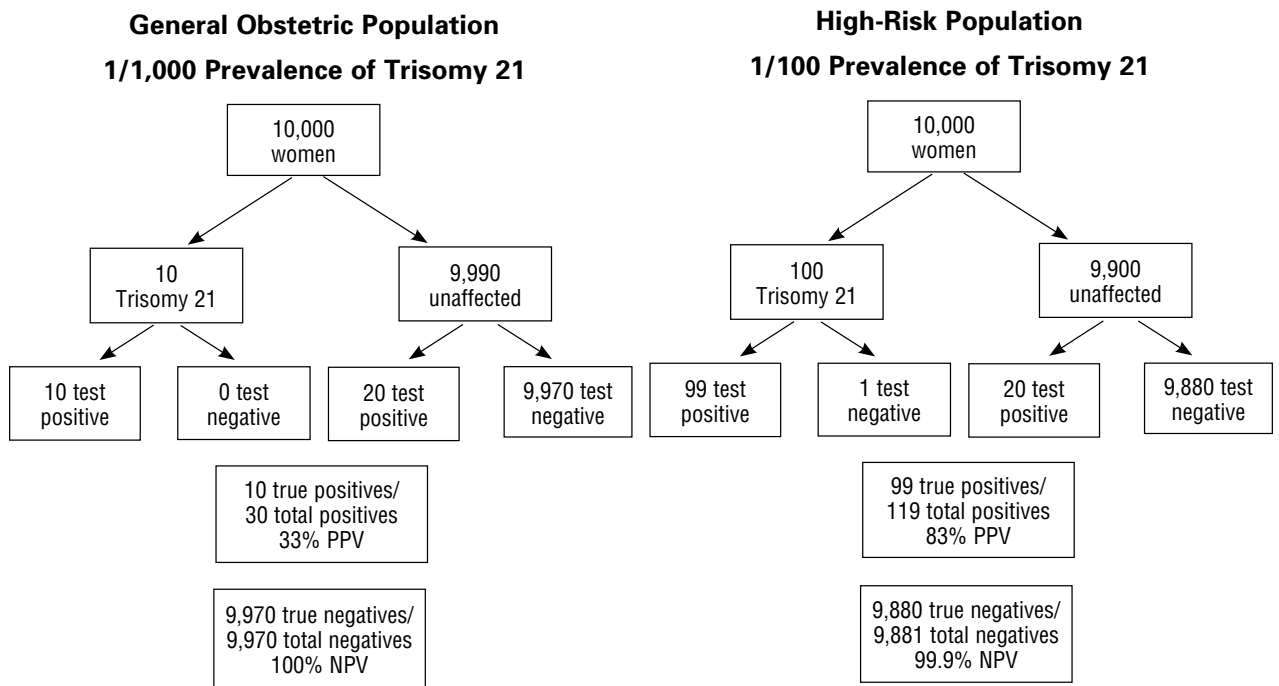 General Obstetric Population
1/1,000 Prevalence of Trisomy 21
10,000
women
10
Trisomy 21
9,990
unaffected
10 test
positive
0 test
negative
20 test
positive
9,970 test
negative
10 true positives/
30 total positives
33% PPV
9,970 true negatives/
9,970 total negatives
100% NPV
High-Risk Population
1/100 Prevalence of Trisomy 21
10,000
women
100
Trisomy 21
9,900
unaffected
99 test
positive
1 test
negative
20 test
positive
9,880 test
negative
99 true positives/
119 total positives
83% PPV
9,880 true negatives/
9,881 total negatives
99.9% NPV